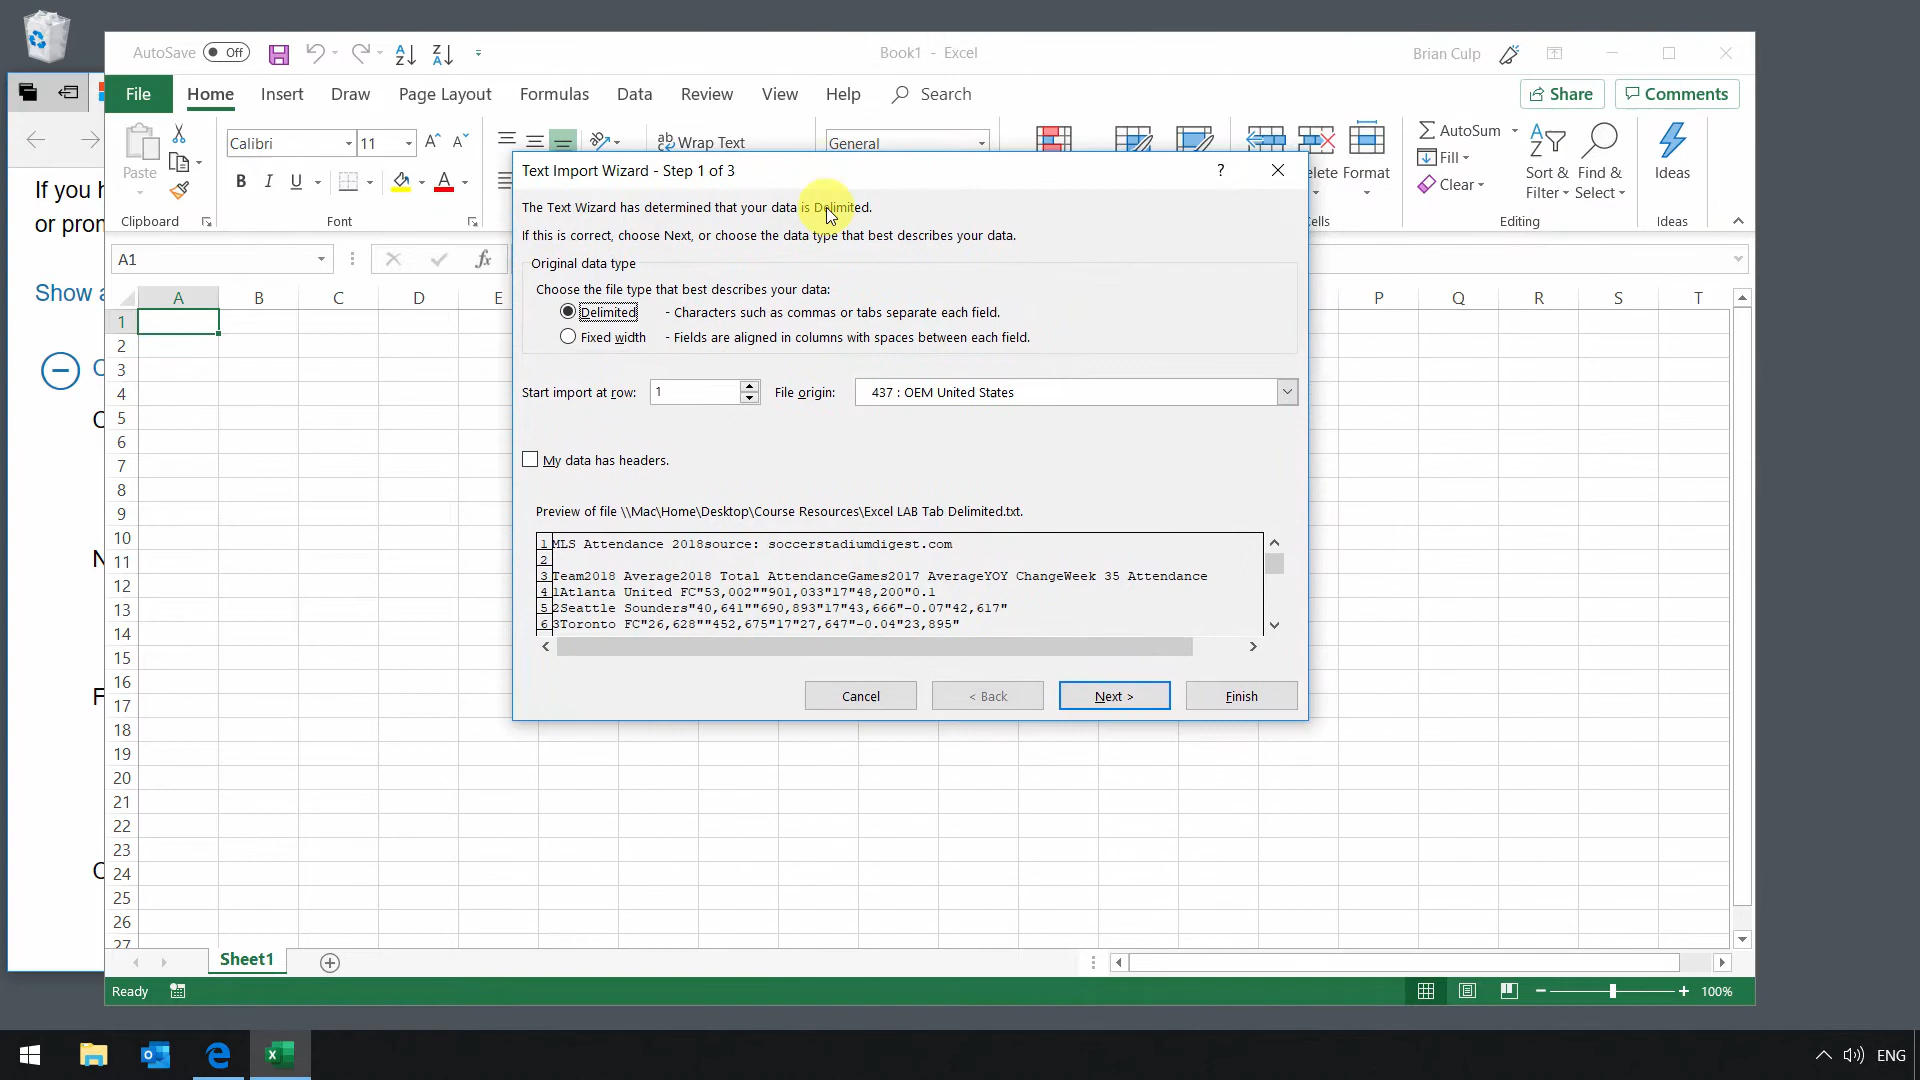 AutoSave Off
Book1 - Excel
Brian Culp
File Home Insert Draw Page Layout Formulas Data Review View Help Search
Share Comments
Paste
Calibri 11
Wrap Text
General
AutoSum
Fill
Clear
Format
Sort &
Filter
Find &
Select
Ideas
B I U
Clipboard Font Editing Ideas
A1
fx
If you h
or prom
Show a
Text Import Wizard - Step 1 of 3
The Text Wizard has determined that your data is Delimited.
If this is correct, choose Next, or choose the data type that best describes your data.
Original data type
Choose the file type that best describes your data:
Delimited - Characters such as commas or tabs separate each field.
Fixed width - Fields are aligned in columns with spaces between each field.
Start import at row: 1 File origin: 437 : OEM United States
My data has headers.
Preview of file \\Mac\Home\Desktop\Course Resources\Excel LAB Tab Delimited.txt.
1 MLS Attendance 2018source: soccerstadiumdigest.com
2
3 Team2018 Average2018 Total AttendanceGames2017 AverageYOY ChangeWeek 35 Attendance
4 1Atlanta United FC"53,002""901,033"17"48,200"0.1
5 2Seattle Sounders"40,641""690,893"17"43,666"-0.07"42,617"
6 3Toronto FC"26,628""452,675"17"27,647"-0.04"23,895"
Cancel < Back Next > Finish
A B C D E P Q R S T
1
2
3
4
5
6
7
8
9
10
11
12
13
14
15
16
17
18
19
20
21
22
23
24
25
26
27
Sheet1
Ready
100%
ENG